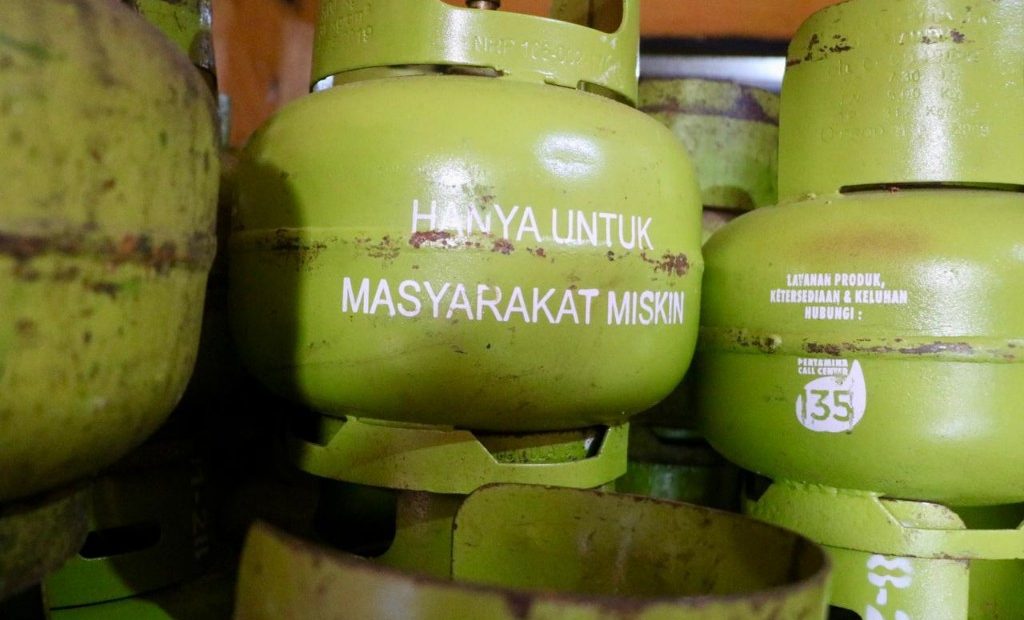 HANYA UNTUK
MASYARAKAT MISKIN
LAYANAN PRODUK,
KETERSEDIAAN & KELUHAN
HUBUNGI :
PERTAMINA
CALL CENTER
135